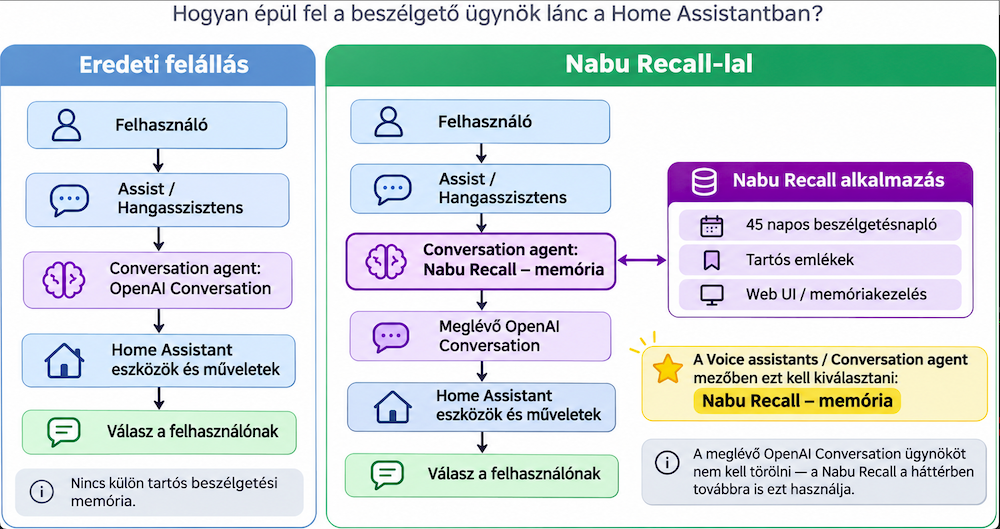 Hogyan épül fel a beszélgető ügynök lánc a Home Assistantban?
Eredeti felállás
Felhasználó
Assist /
Hangasszisztens
Conversation agent:
OpenAI Conversation
Home Assistant
eszközök és műveletek
Válasz a felhasználónak
Nincs külön tartós beszélgetési
memória.
Nabu Recall-lal
Felhasználó
Assist /
Hangasszisztens
Conversation agent:
Nabu Recall – memória
Meglévő OpenAI
Conversation
Home Assistant
eszközök és műveletek
Válasz a felhasználónak
Nabu Recall alkalmazás
45 napos beszélgetésnapló
Tartós emlékek
Web UI / memóriakezelés
A Voice assistants / Conversation agent
mezőben ezt kell kiválasztani:
Nabu Recall – memória
A meglévő OpenAI Conversation ügynököt
nem kell törölni — a Nabu Recall a háttérben
továbbra is ezt használja.